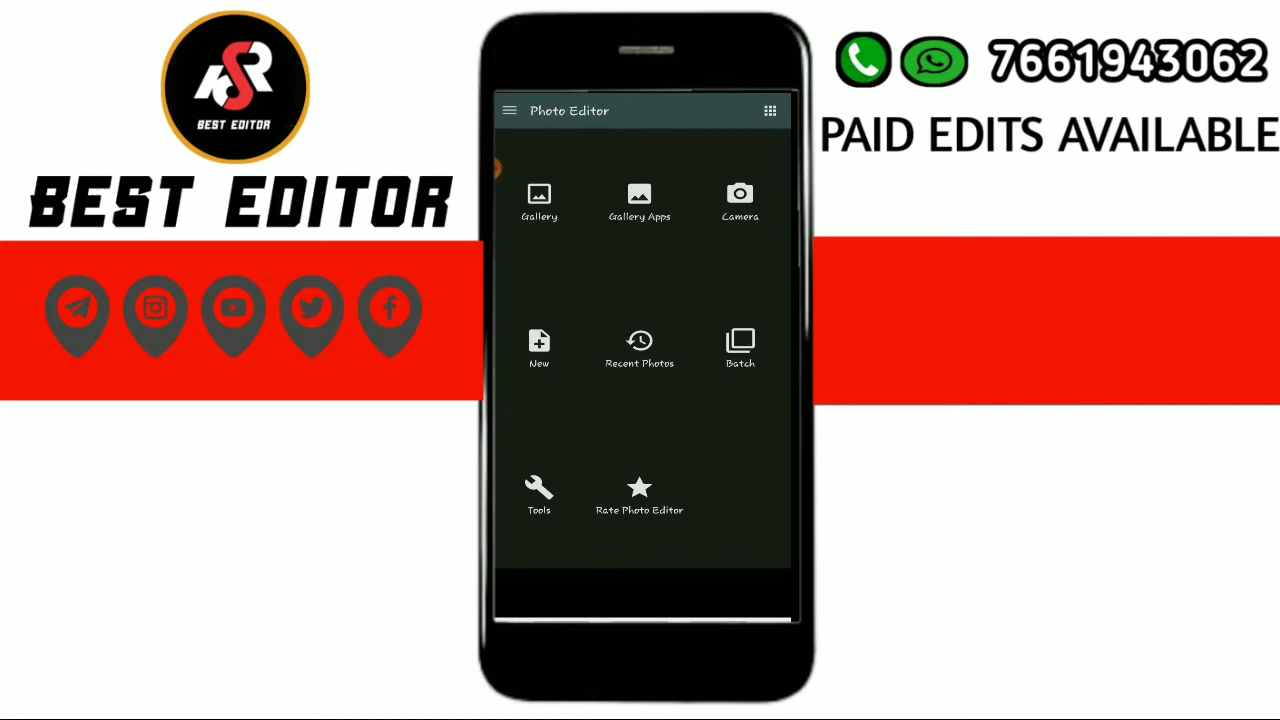 KSR
BEST EDITOR
BEST EDITOR
7661943062
PAID EDITS AVAILABLE
Photo Editor
Gallery
Gallery Apps
Camera
New
Recent Photos
Batch
Tools
Rate Photo Editor